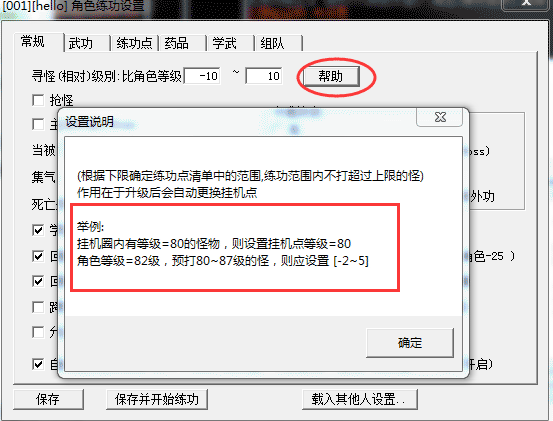 [001][hello] 角色练功设置
常规 武功 练功点 药品 学武 组队
寻怪(相对)级别:比角色等级 -10 ~ 10 帮助
抢怪
主
设置说明
当被
oss)
(根据下限确定练功点清单中的范围,练功范围内不打超过上限的怪)
集气
作用在于升级后会自动更换挂机点
外功
死亡
举例:
学
挂机圈内有等级=80的怪物，则设置挂机点等级=80
回
角色等级=82级，预打80~87级的怪，则应设置 [-2~5]
角色-25 )
回
跨
允
确定
自
开启)
保存 保存并开始练功 载入其他人设置..